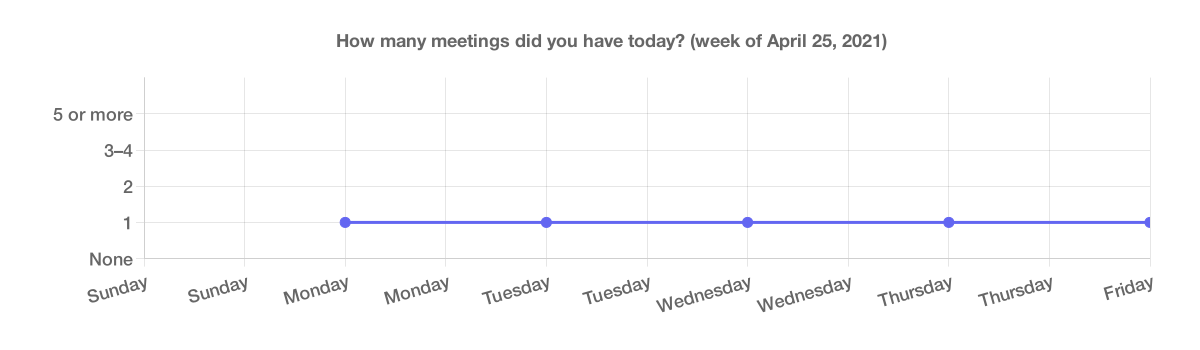 How many meetings did you have today? (week of April 25, 2021)
5 or more
3–4
2
1
None
Sunday Sunday Monday Monday Tuesday Tuesday Wednesday Wednesday Thursday Thursday Friday